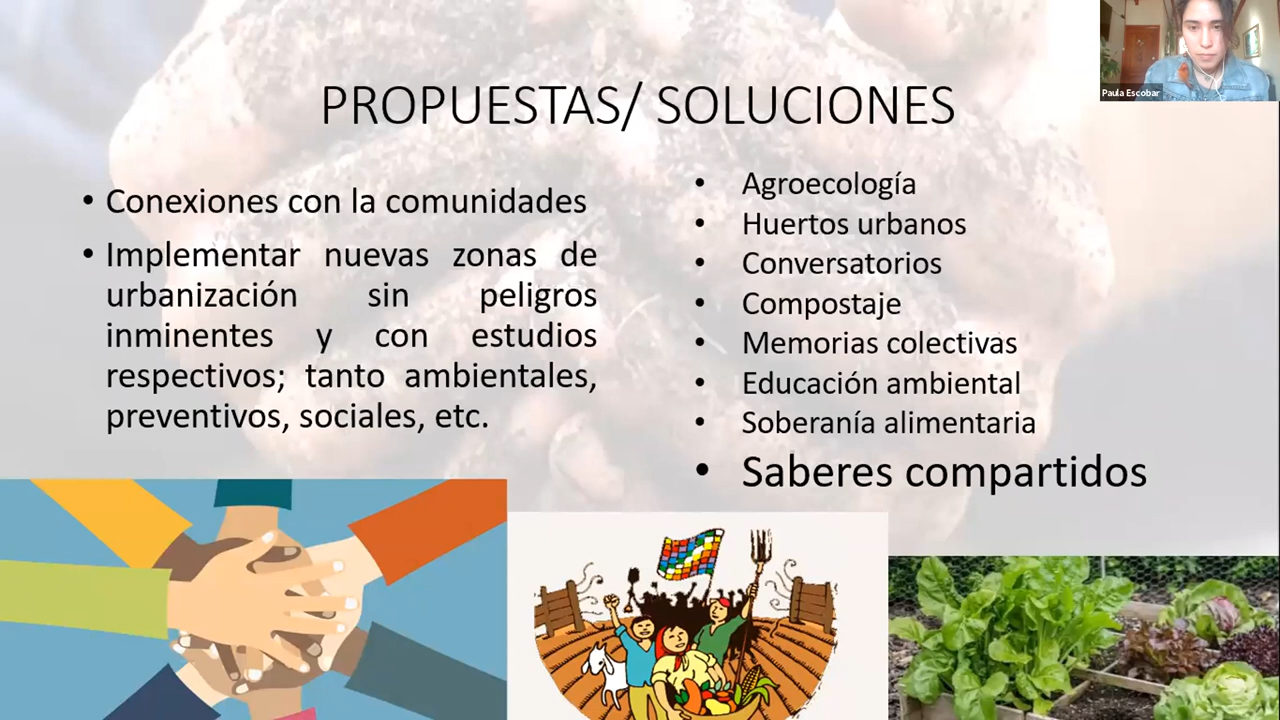 PROPUESTAS/ SOLUCIONES
• Conexiones con la comunidades
• Implementar nuevas zonas de
urbanización sin peligros
inminentes y con estudios
respectivos; tanto ambientales,
preventivos, sociales, etc.
• Agroecología
• Huertos urbanos
• Conversatorios
• Compostaje
• Memorias colectivas
• Educación ambiental
• Soberanía alimentaria
• Saberes compartidos
Paula Escobar